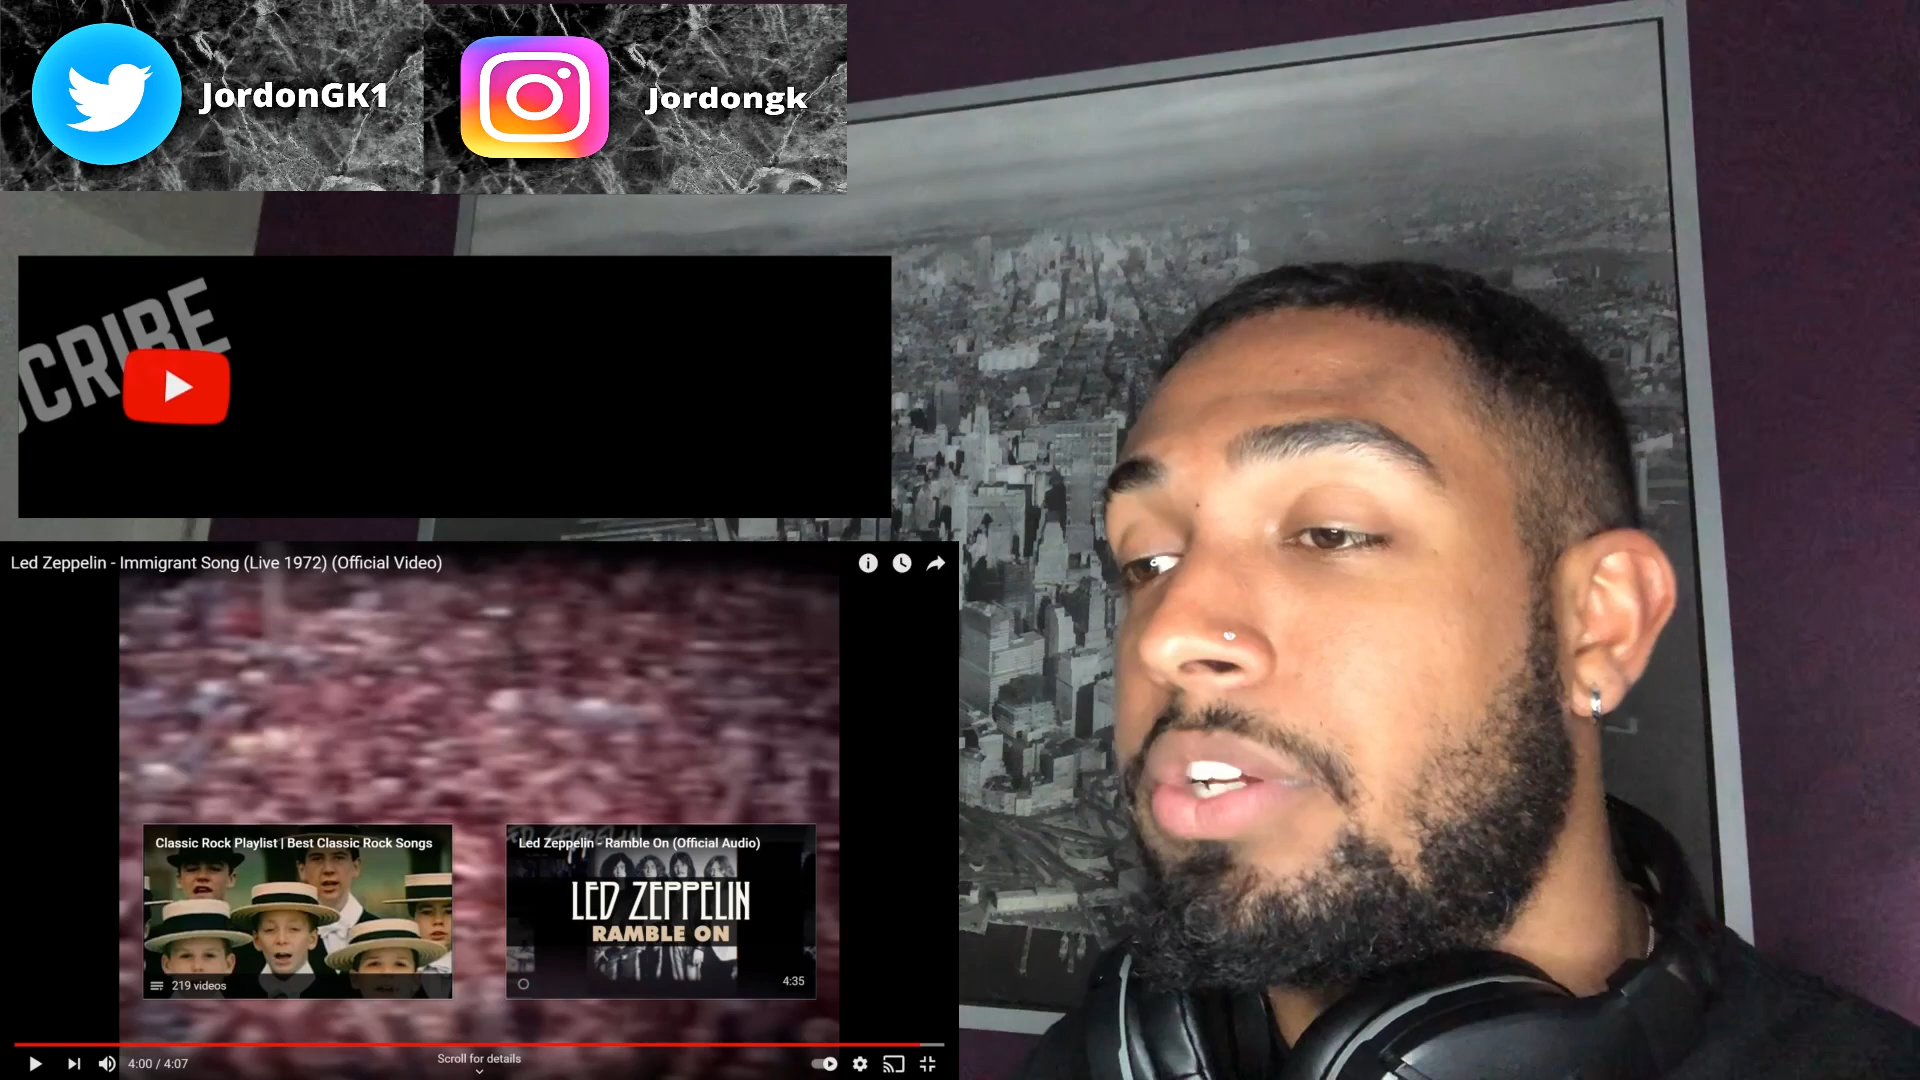 JordonGK1
Jordongk
CRIBE
Led Zeppelin - Immigrant Song (Live 1972) (Official Video)
Classic Rock Playlist | Best Classic Rock Songs
219 videos
Led Zeppelin - Ramble On (Official Audio)
LED ZEPPELIN
RAMBLE ON
4:35
4:00 / 4:07
Scroll for details